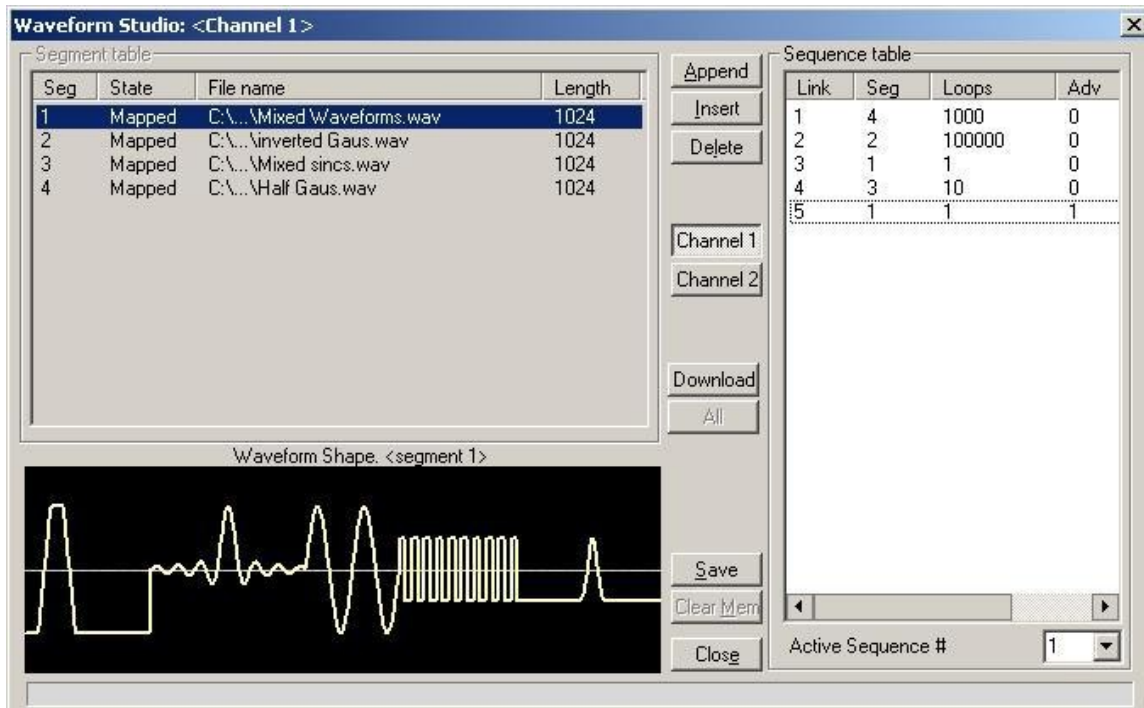 Waveform Studio: <Channel 1>
Segment table
Seg State File name Length
1 Mapped C:\...\Mixed Waveforms.wav 1024
2 Mapped C:\...\inverted Gaus.wav 1024
3 Mapped C:\...\Mixed sincs.wav 1024
4 Mapped C:\...\Half Gaus.wav 1024
Waveform Shape. <segment 1>
Append
Insert
Delete
Channel 1
Channel 2
Download
All
Save
Clear Mem
Close
Sequence table
Link Seg Loops Adv
1 4 1000 0
2 2 100000 0
3 1 1 0
4 3 10 0
5 1 1 1
Active Sequence # 1